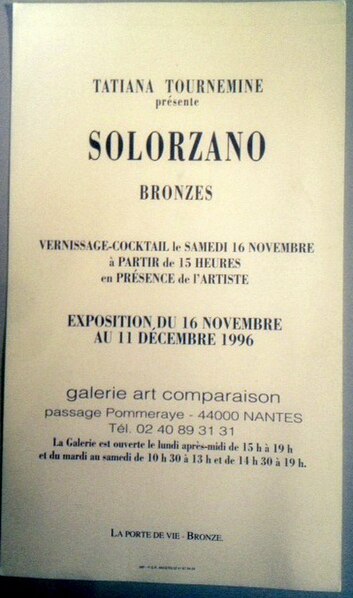 TATIANA TOURNEMINE
présente
SOLORZANO
BRONZES
VERNISSAGE-COCKTAIL le SAMEDI 16 NOVEMBRE
à PARTIR de 15 HEURES
en PRÉSENCE de l'ARTISTE
EXPOSITION DU 16 NOVEMBRE
AU 11 DÉCEMBRE 1996
galerie art comparaison
passage Pommeraye - 44000 NANTES
Tél. 02 40 89 31 31
La Galerie est ouverte le lundi après-midi de 15 h à 19 h
et du mardi au samedi de 10 h 30 à 13 h et de 14 h 30 à 19 h.
LA PORTE DE VIE - BRONZE.